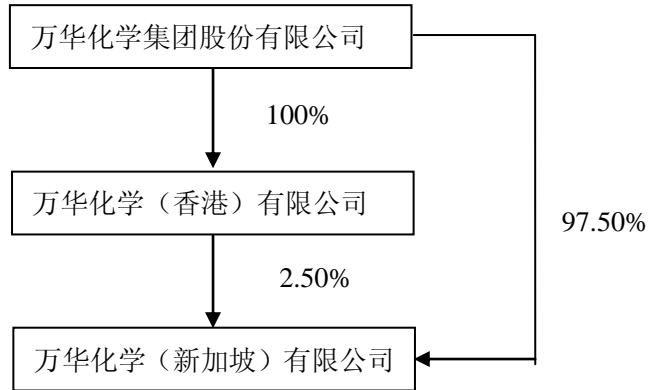 万华化学集团股份有限公司
100%
万华化学（香港）有限公司
97.50%
2.50%
万华化学（新加坡）有限公司